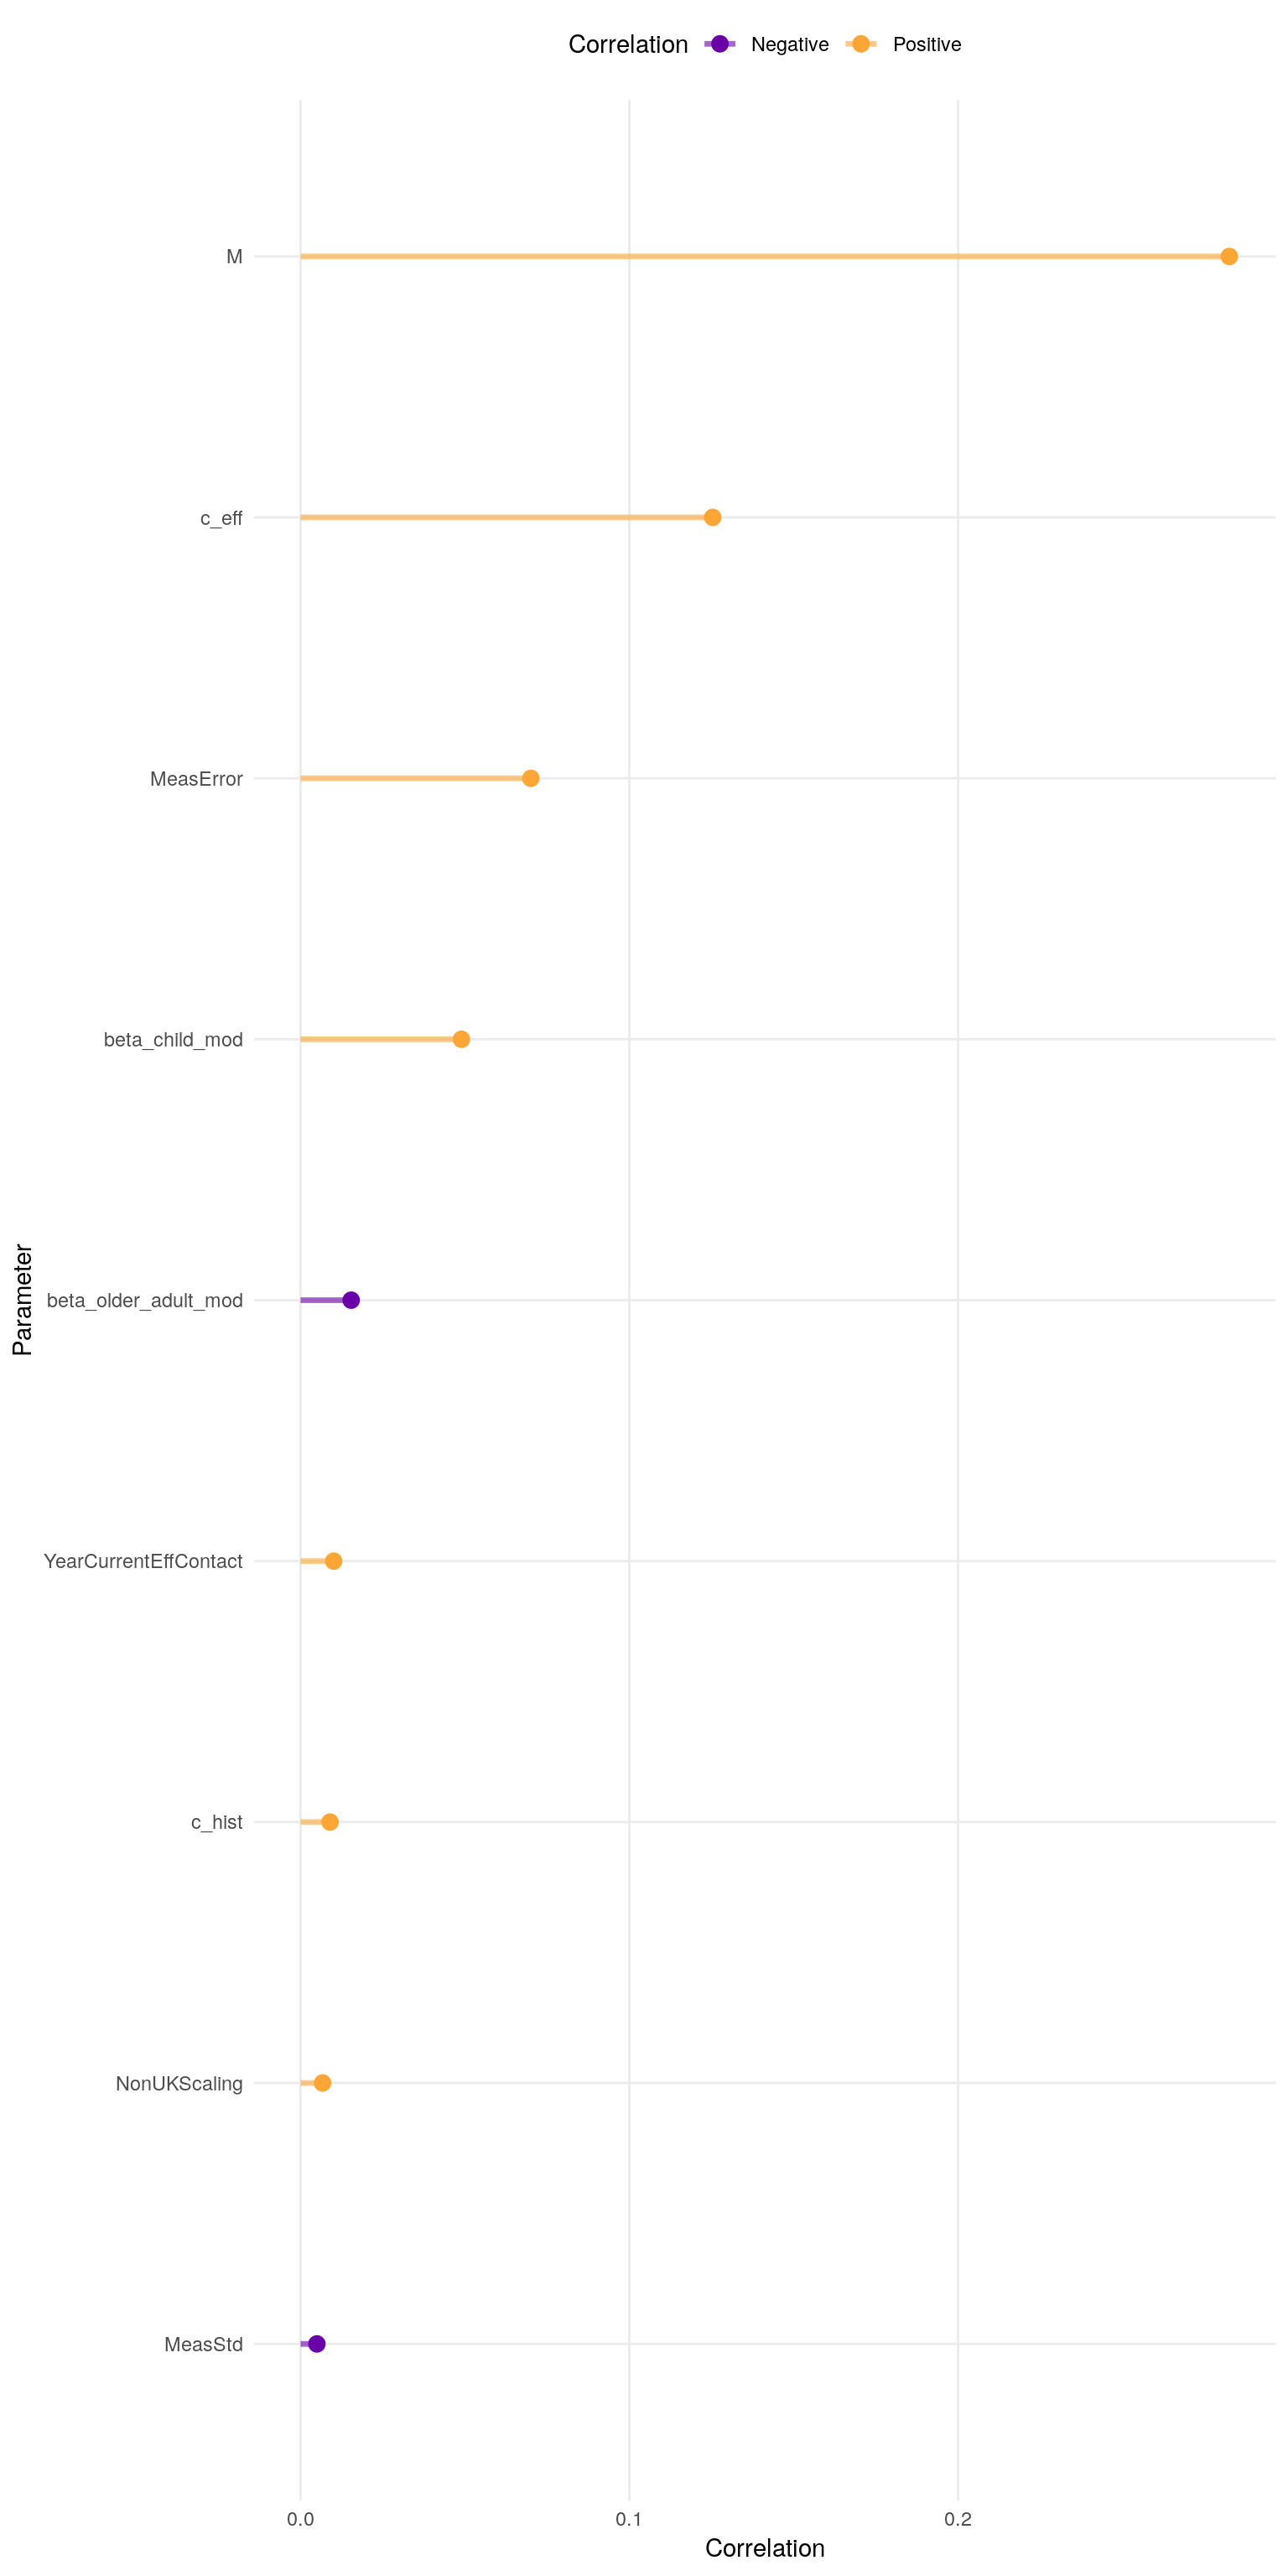 Correlation Negative Positive
M
c_eff
MeasError
beta_child_mod
beta_older_adult_mod
YearCurrentEffContact
c_hist
NonUKScaling
MeasStd
Parameter
0.0 0.1 0.2
Correlation